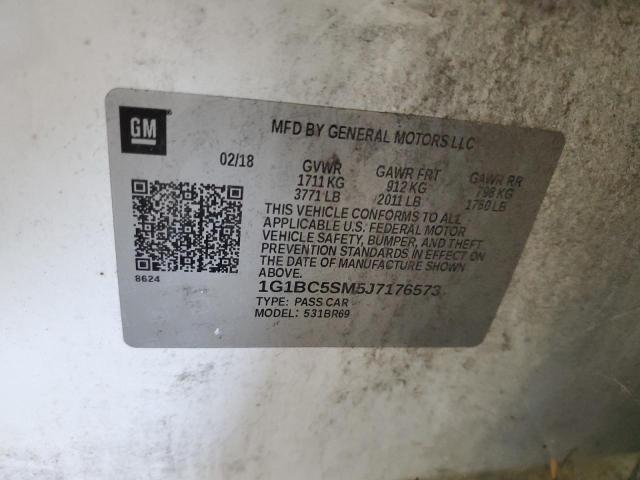 GM
MFD BY GENERAL MOTORS LLC
02/18 GVWR GAWR FRT GAWR RR
1711 KG 912 KG 798 KG
3771 LB 2011 LB 1760 LB
THIS VEHICLE CONFORMS TO ALL
APPLICABLE U.S. FEDERAL MOTOR
VEHICLE SAFETY, BUMPER, AND THEFT
PREVENTION STANDARDS IN EFFECT ON
THE DATE OF MANUFACTURE SHOWN
ABOVE.
8624
1G1BC5SM5J7176573
TYPE: PASS CAR
MODEL: 531BR69